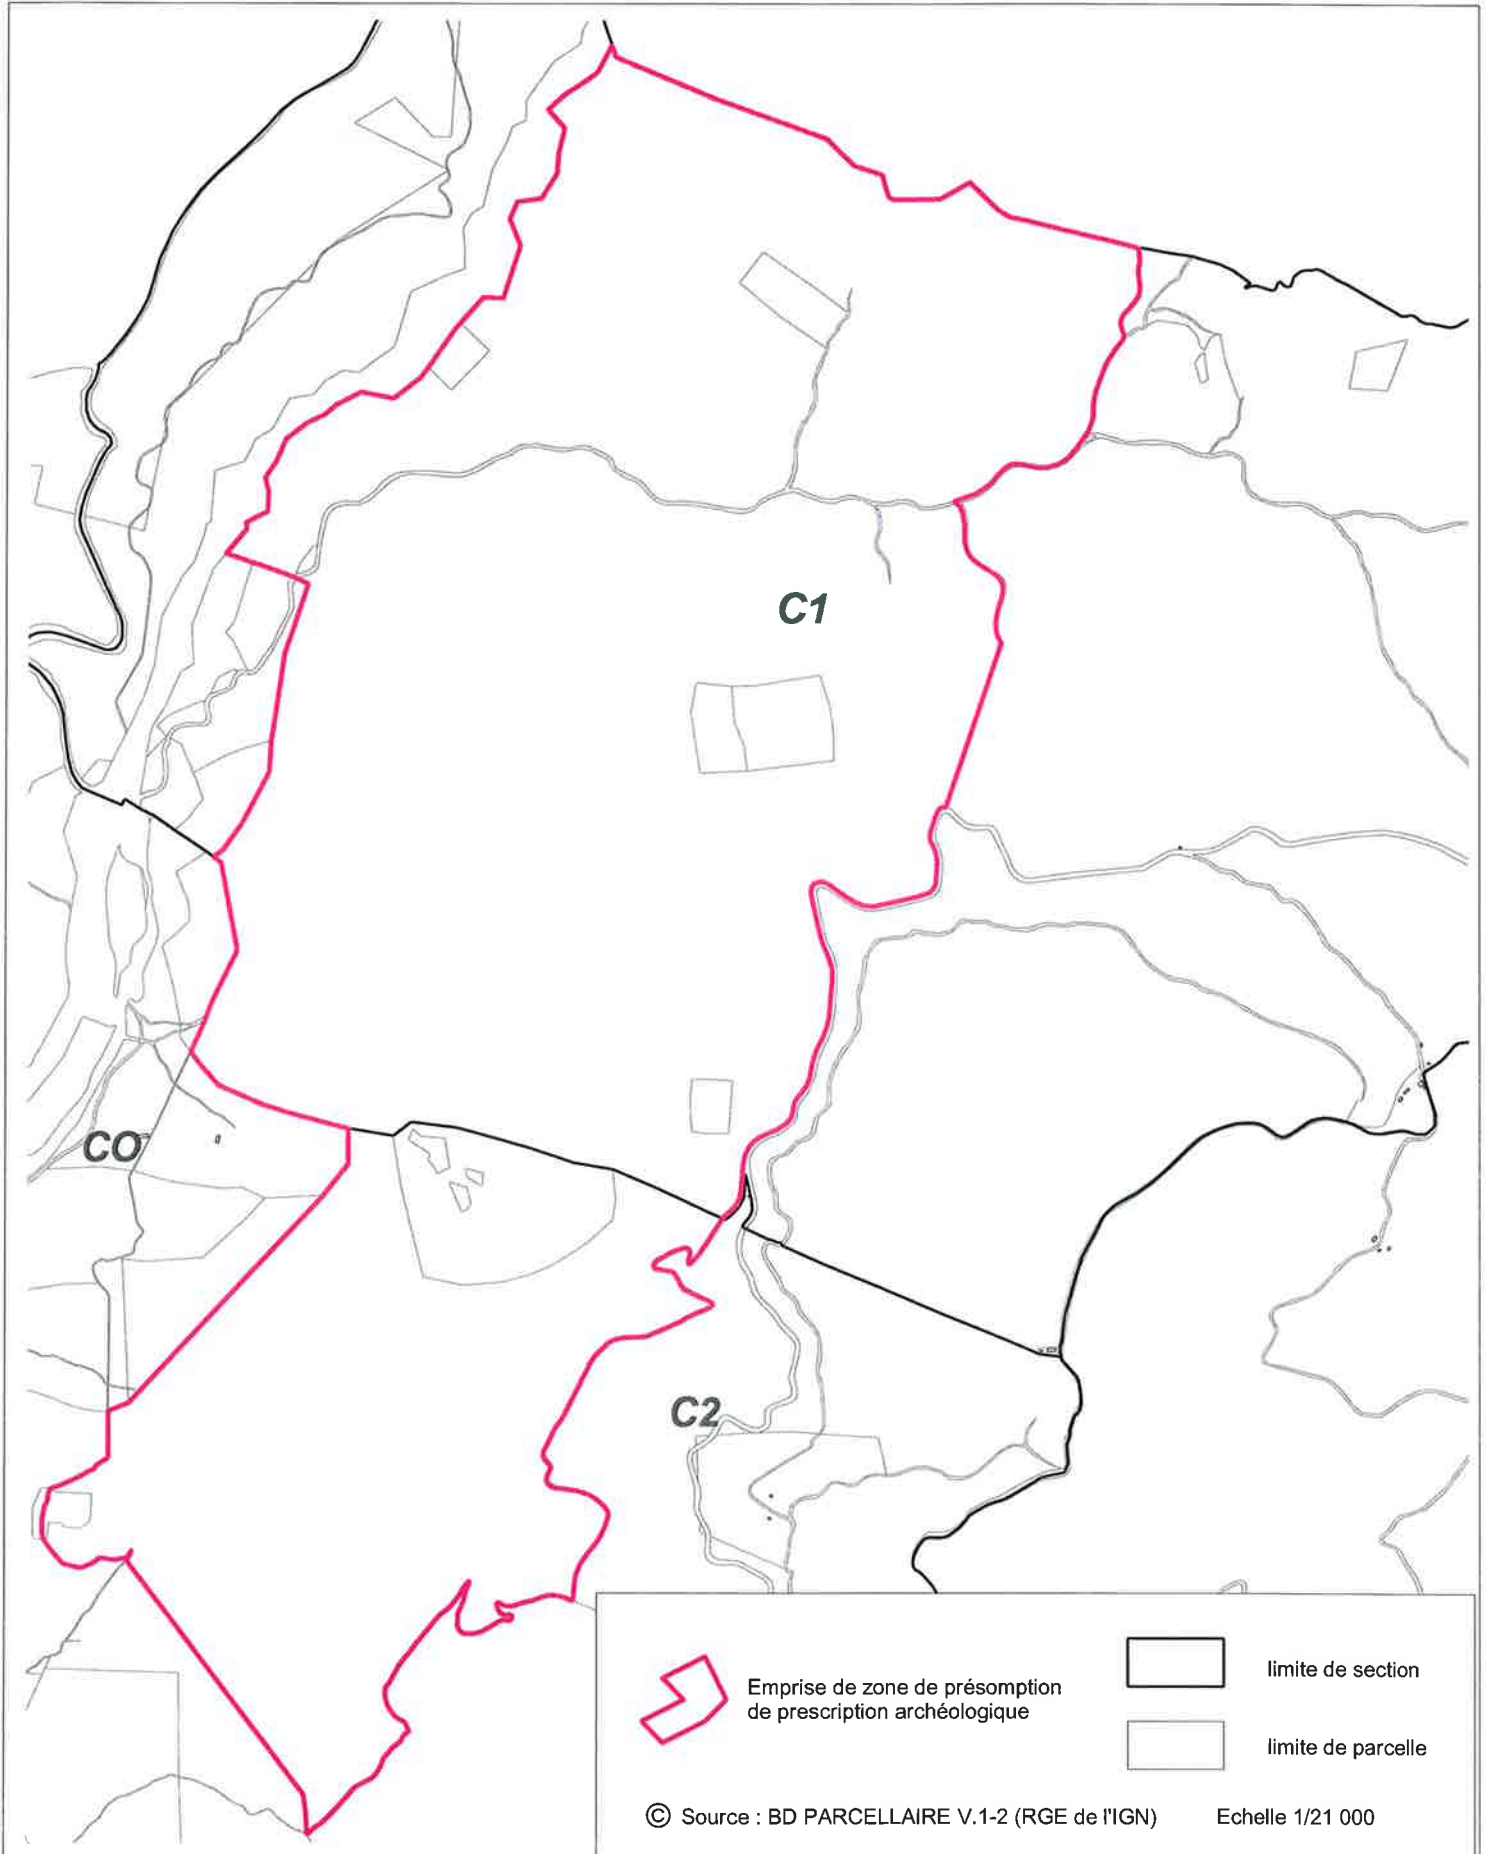 C1
CO
C2
Emprise de zone de présomption
de prescription archéologique
limite de section
limite de parcelle
© Source : BD PARCELLAIRE V.1-2 (RGE de l'IGN) Echelle 1/21 000